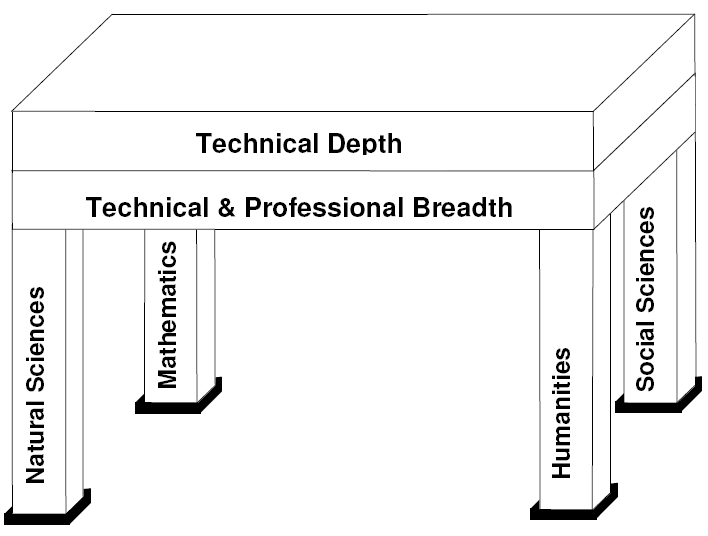 Technical Depth
Technical & Professional Breadth
Natural Sciences
Mathematics
Humanities
Social Sciences